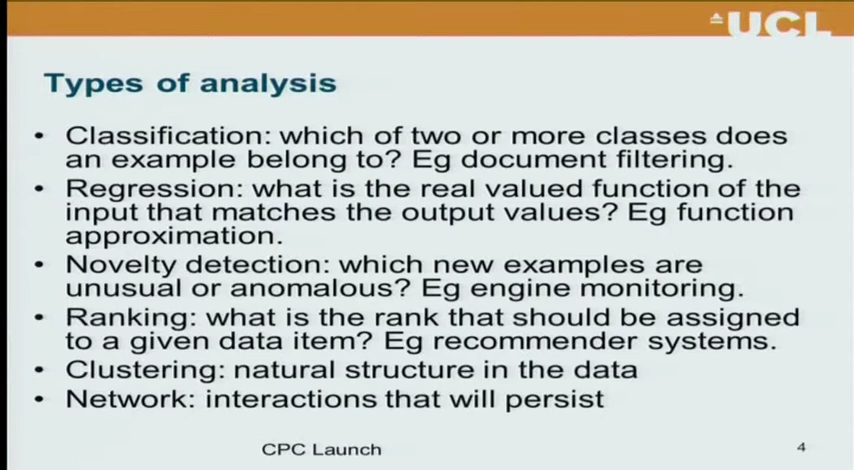 UCL
Types of analysis
• Classification: which of two or more classes does
an example belong to? Eg document filtering.
• Regression: what is the real valued function of the
input that matches the output values? Eg function
approximation.
• Novelty detection: which new examples are
unusual or anomalous? Eg engine monitoring.
• Ranking: what is the rank that should be assigned
to a given data item? Eg recommender systems.
• Clustering: natural structure in the data
• Network: interactions that will persist
CPC Launch 4